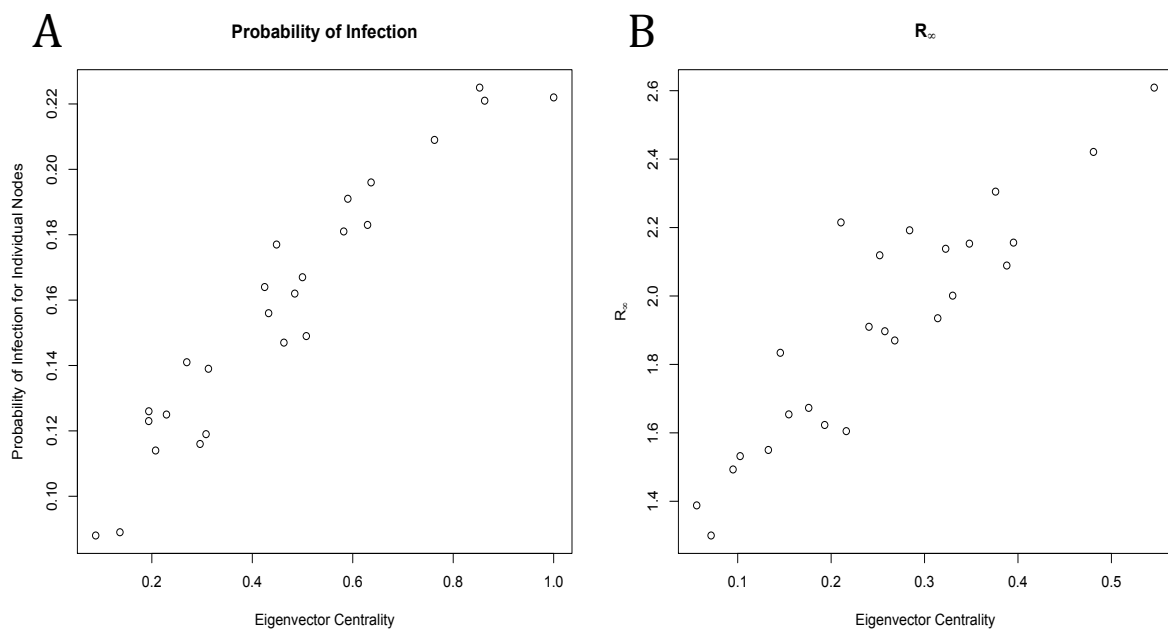 A
Probability of Infection
Probability of Infection for Individual Nodes
0.22
0.20
0.18
0.16
0.14
0.12
0.10
0.2 0.4 0.6 0.8 1.0
Eigenvector Centrality
B
R∞
R∞
2.6
2.4
2.2
2.0
1.8
1.6
1.4
0.1 0.2 0.3 0.4 0.5
Eigenvector Centrality